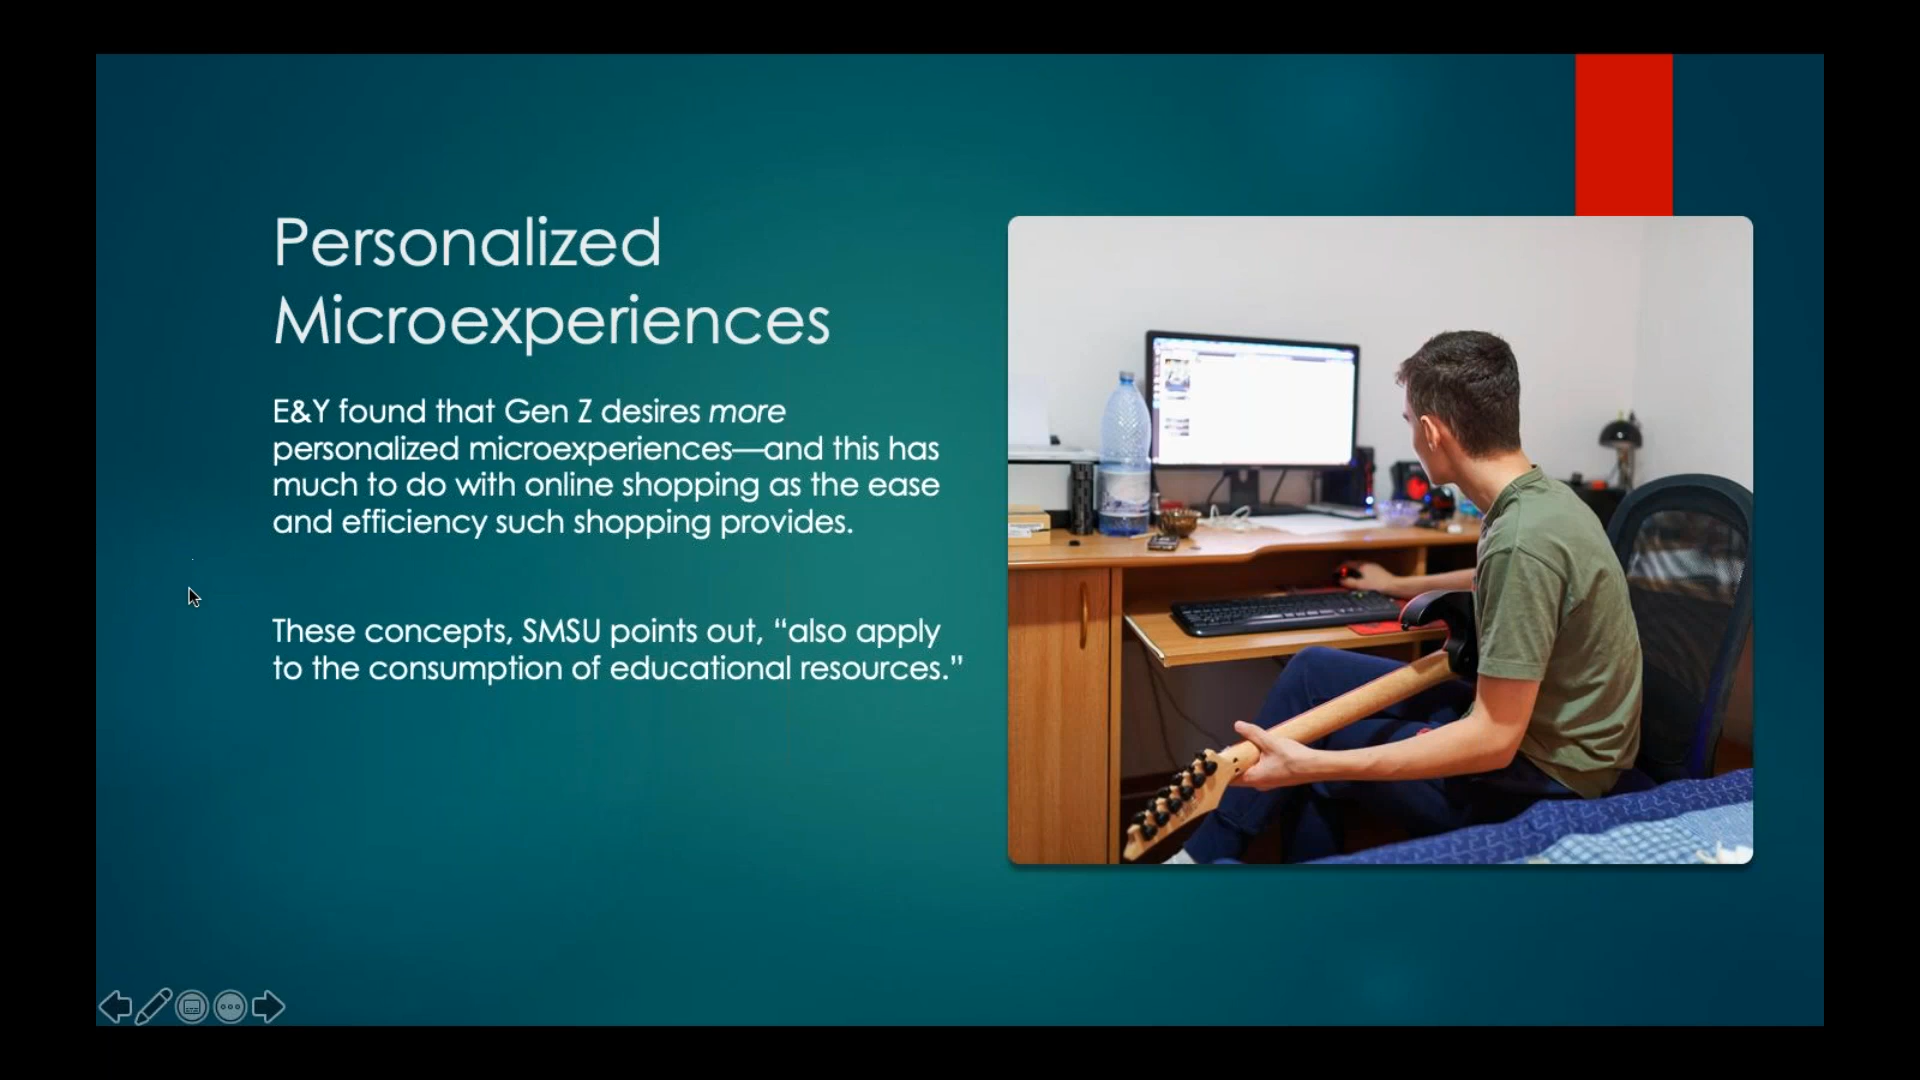 Personalized
Microexperiences
E&Y found that Gen Z desires more
personalized microexperiences—and this has
much to do with online shopping as the ease
and efficiency such shopping provides.
These concepts, SMSU points out, “also apply
to the consumption of educational resources.”